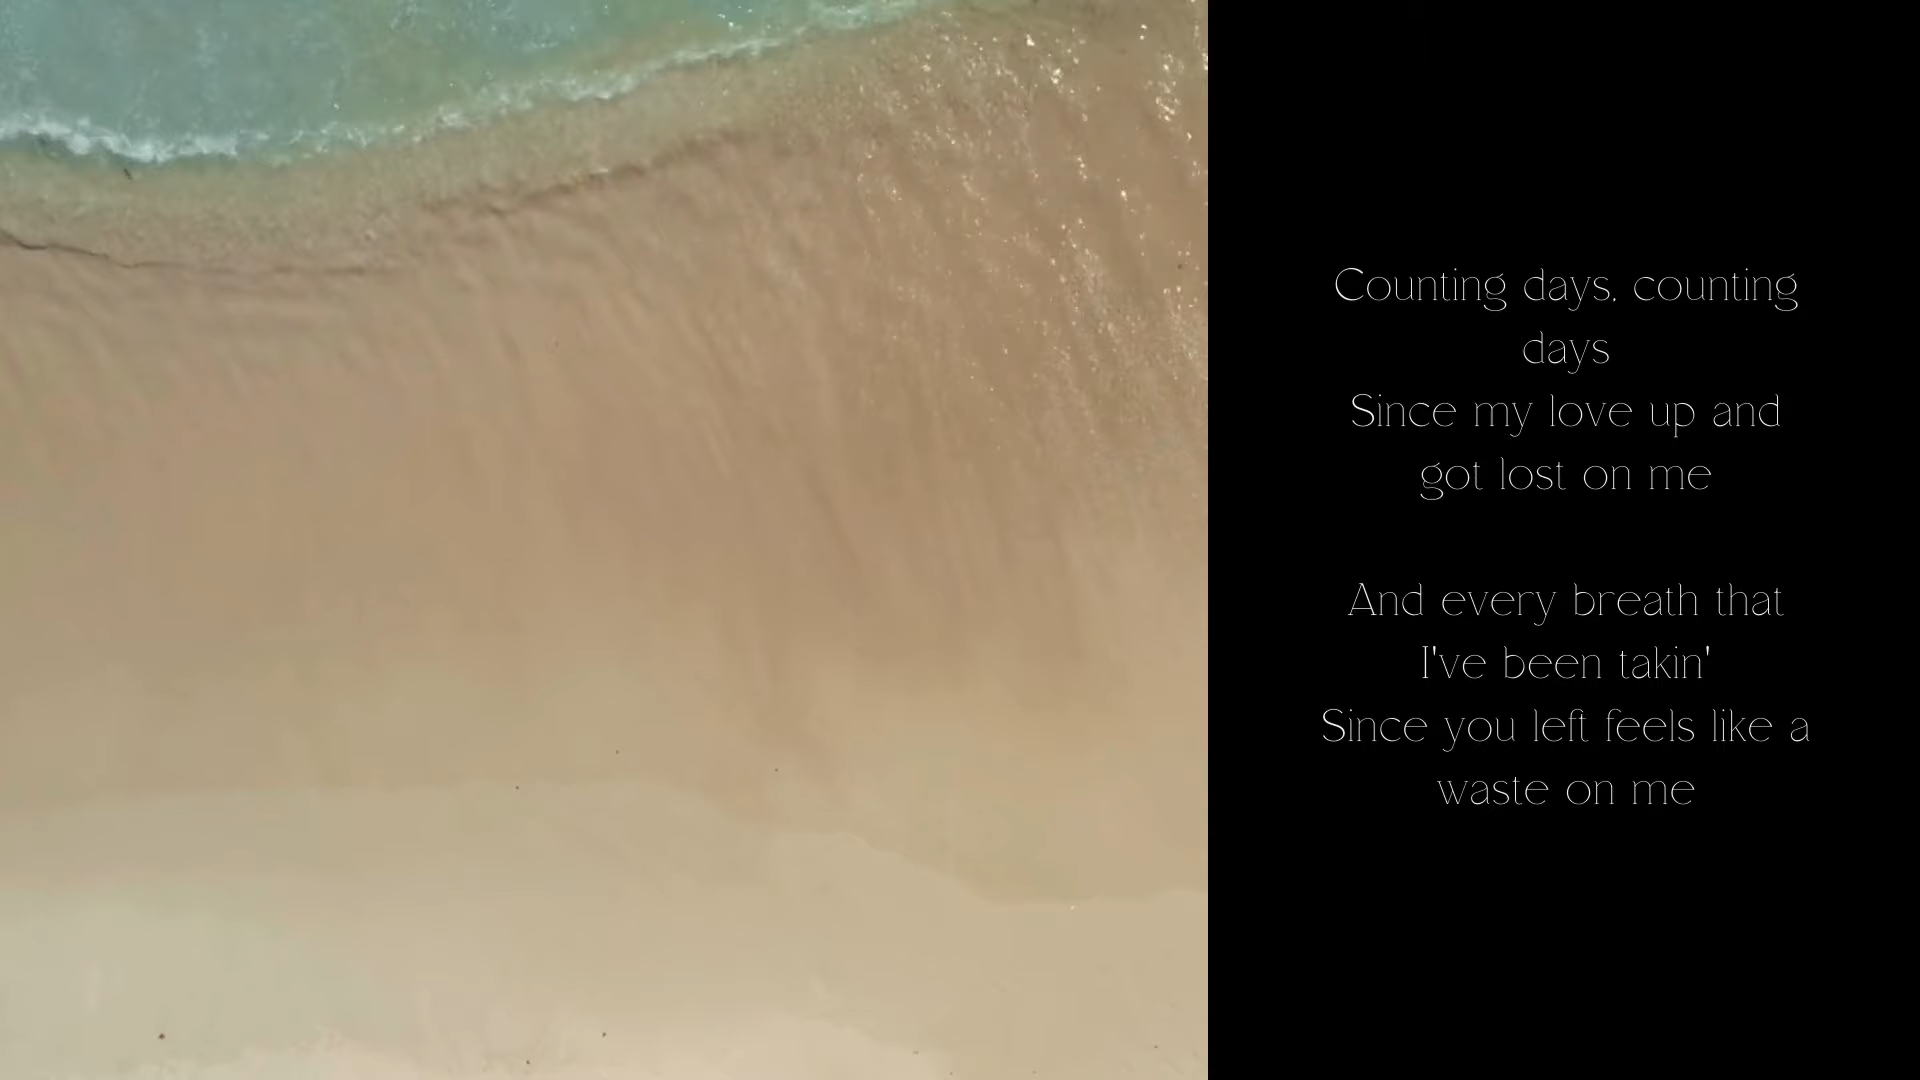 Counting days, counting
days
Since my love up and
got lost on me
And every breath that
I've been takin'
Since you left feels like a
waste on me